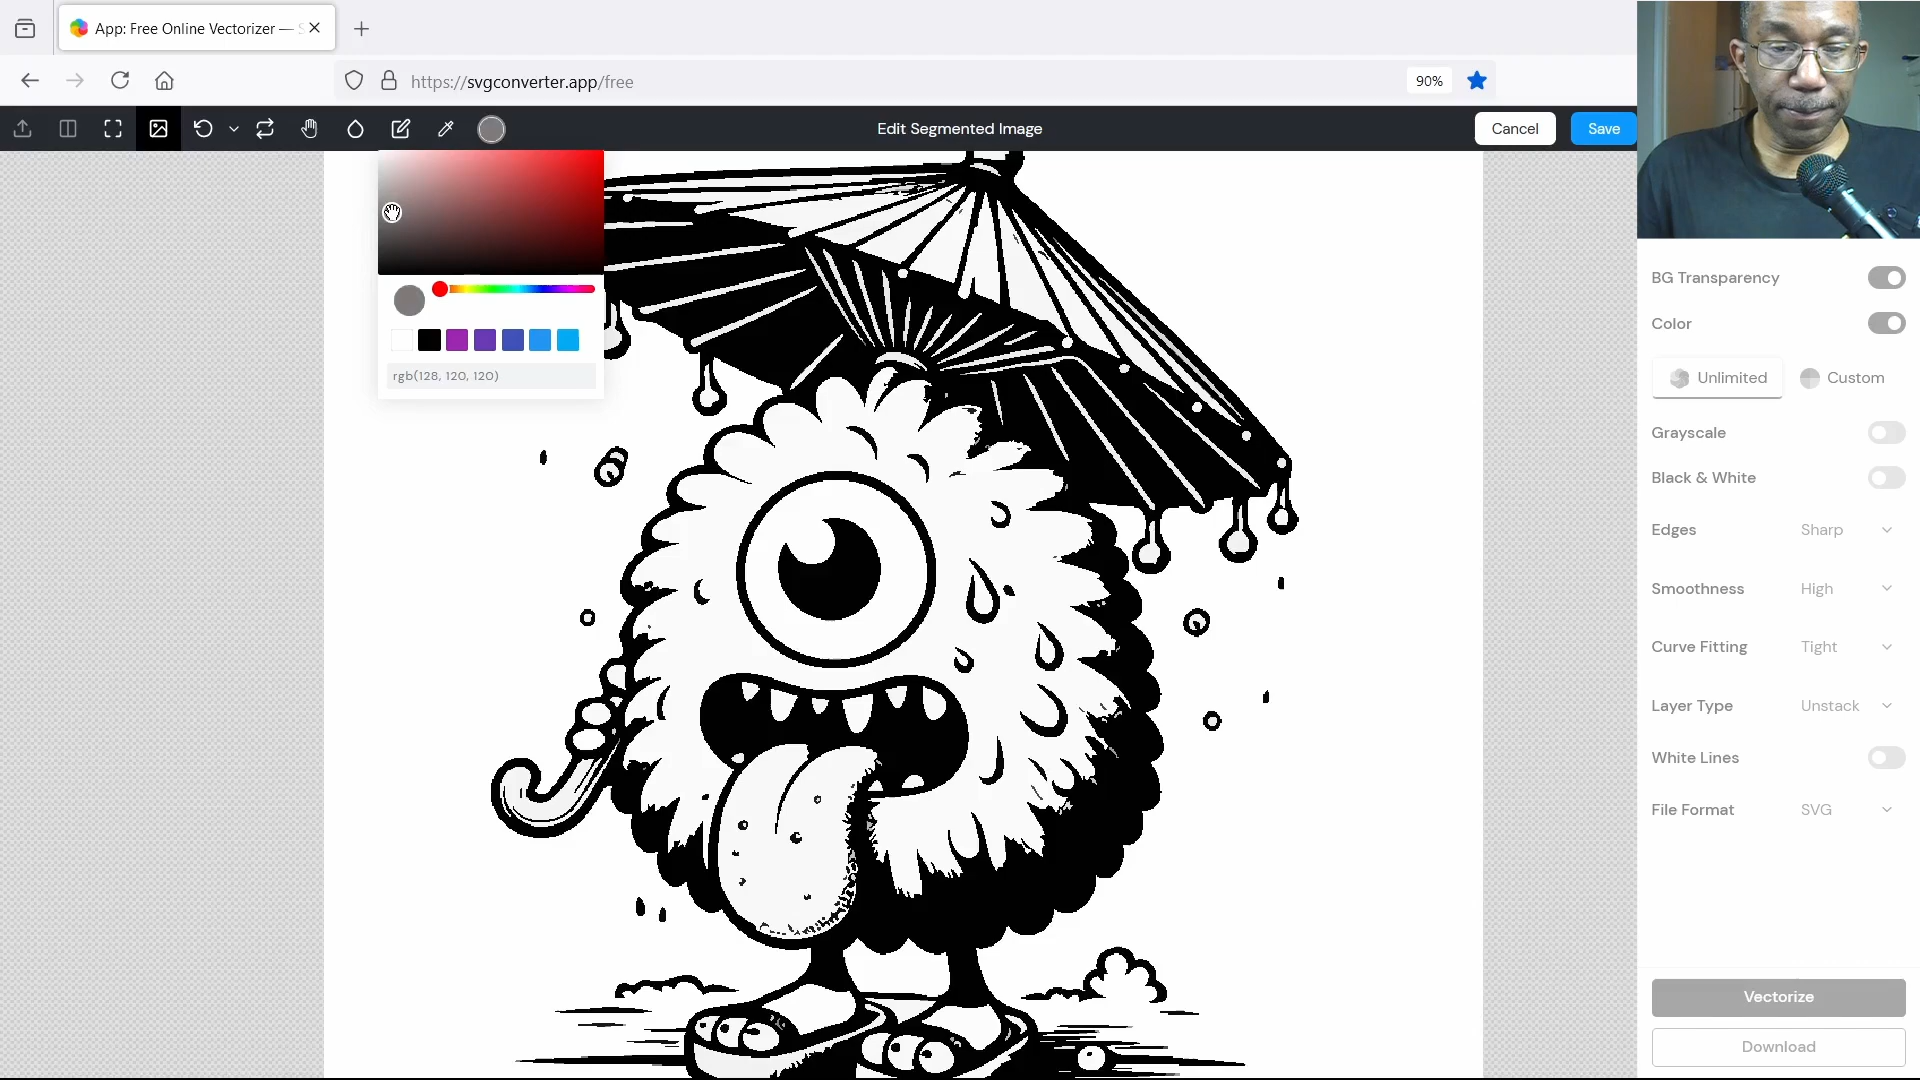 App: Free Online Vectorizer — S
https://svgconverter.app/free
90%
Edit Segmented Image
Cancel
Save
rgb(128, 120, 120)
BG Transparency
Color
Unlimited
Custom
Grayscale
Black & White
Edges
Sharp
Smoothness
High
Curve Fitting
Tight
Layer Type
Unstack
White Lines
File Format
SVG
Vectorize
Download